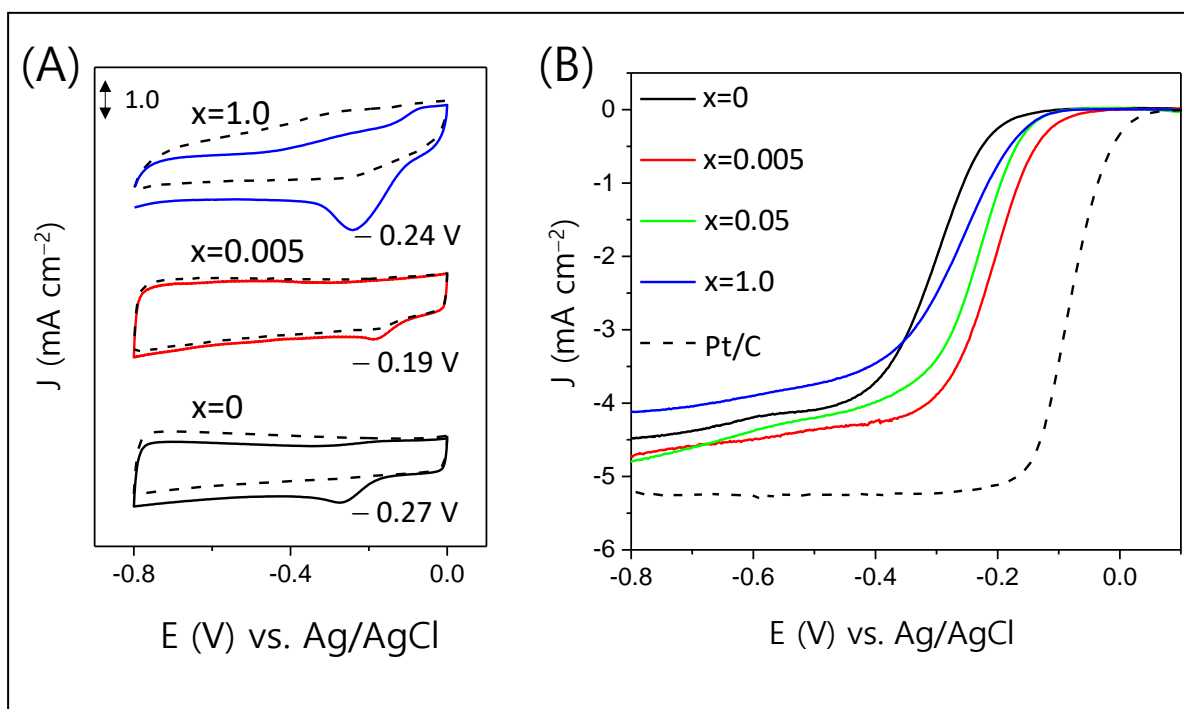 (A)
1.0
x=1.0
− 0.24 V
x=0.005
− 0.19 V
x=0
− 0.27 V
J (mA cm−2)
-0.8
-0.4
0.0
E (V) vs. Ag/AgCl
(B)
x=0
x=0.005
x=0.05
x=1.0
Pt/C
J (mA cm−2)
0
-1
-2
-3
-4
-5
-6
-0.8
-0.6
-0.4
-0.2
0.0
E (V) vs. Ag/AgCl